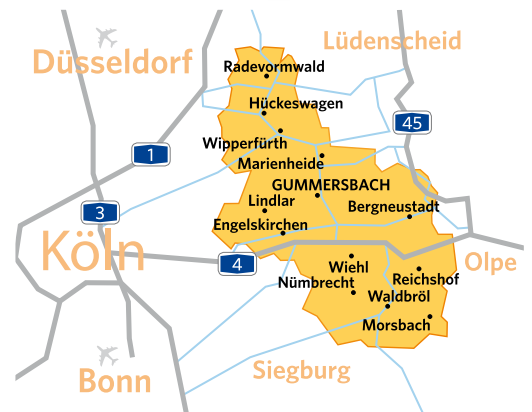 Lüdenscheid
Düsseldorf
Radevormwald
Hückeswagen
45
Wipperfürth
1
Marienheide
GUMMERSBACH
Lindlar
Bergneustadt
3
Engelskirchen
Köln
4
Wiehl
Olpe
Nümbrecht
Reichshof
Waldbröl
Morsbach
Siegburg
Bonn